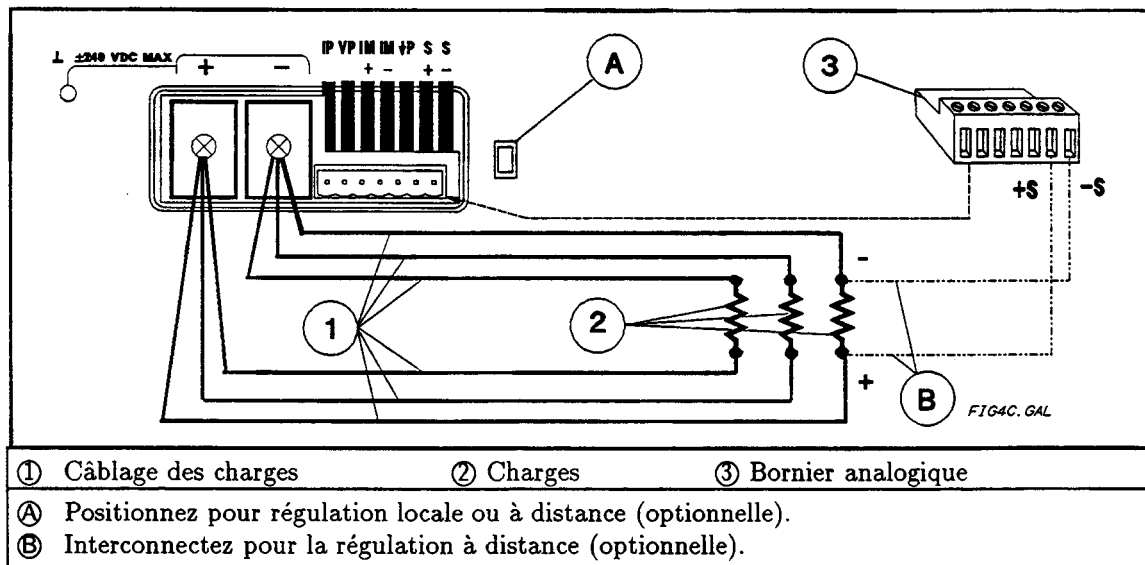 IP VP IM IM ↓P S S
⊥ ±240 VDC MAX + − + − + −
A
3
+S -S
-
1
2
+
B
FIG4C. GAL
① Câblage des charges ② Charges ③ Bornier analogique
Ⓐ Positionnez pour régulation locale ou à distance (optionnelle).
Ⓑ Interconnectez pour la régulation à distance (optionnelle).